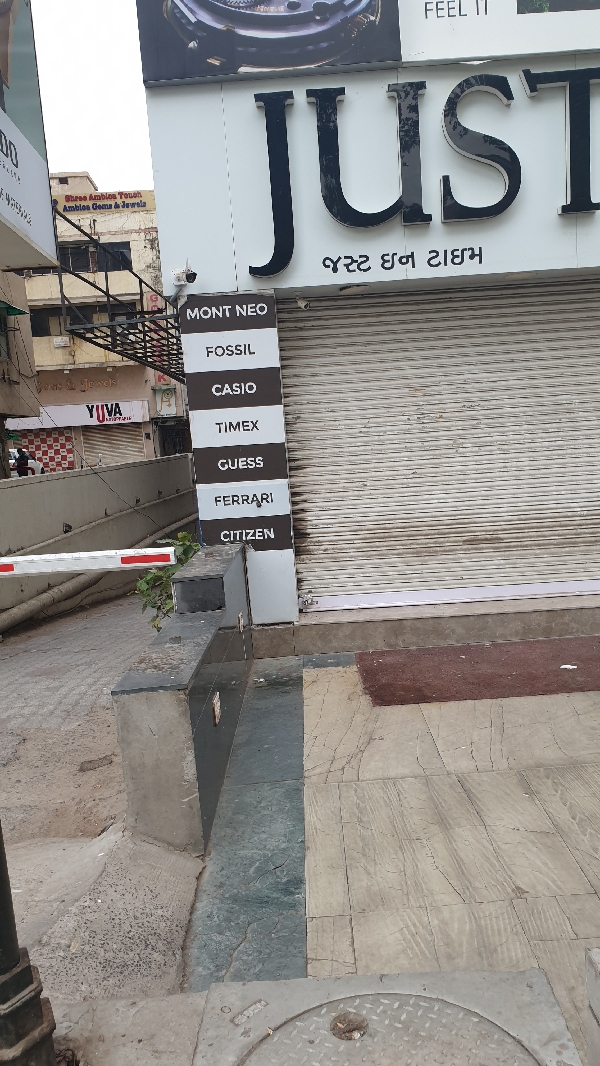 FEEL IT
JUST
જસ્ટ ઇન ટાઇમ
Shree Ambica Touch
Ambica Gems & Jewels
MONT NEO
FOSSIL
CASIO
TIMEX
GUESS
FERRARI
CITIZEN
YUVA